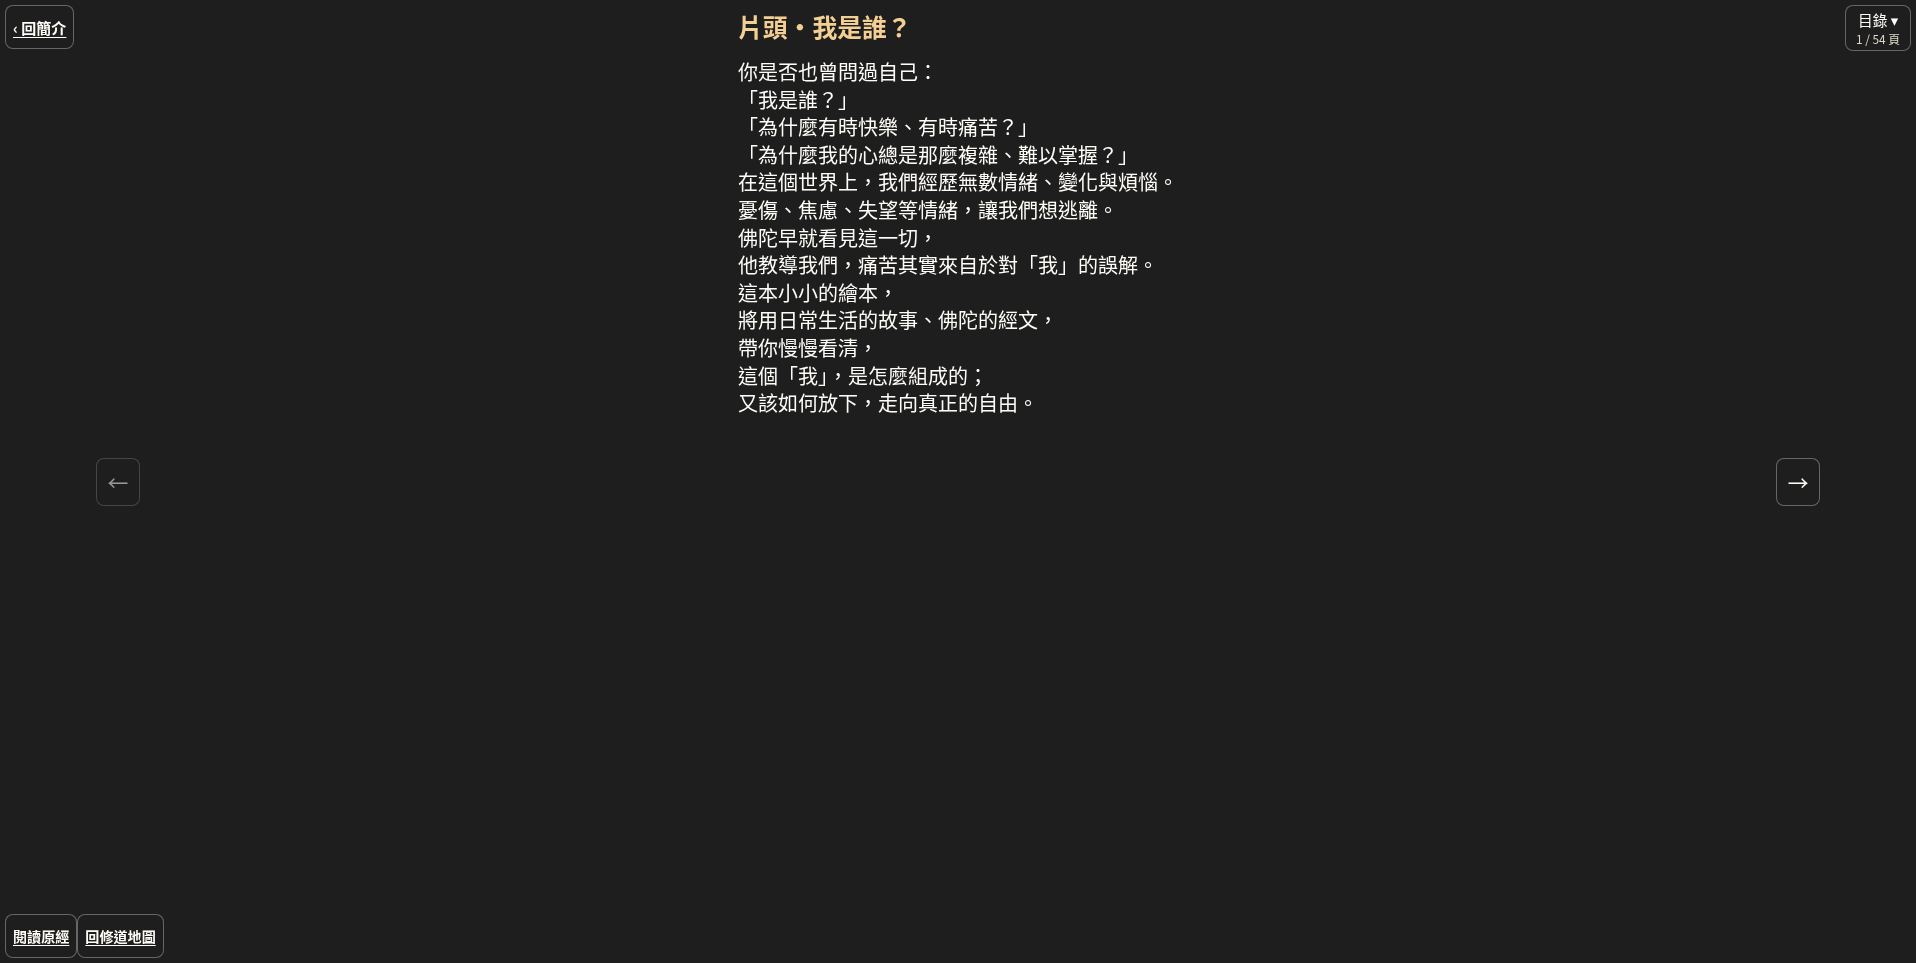 ‹ 回簡介
片頭・我是誰？
目錄 ▾
1 / 54 頁
你是否也曾問過自己：
「我是誰？」
「為什麼有時快樂、有時痛苦？」
「為什麼我的心總是那麼複雜、難以掌握？」
在這個世界上，我們經歷無數情緒、變化與煩惱。
憂傷、焦慮、失望等情緒，讓我們想逃離。
佛陀早就看見這一切，
他教導我們，痛苦其實來自於對「我」的誤解。
這本小小的繪本，
將用日常生活的故事、佛陀的經文，
帶你慢慢看清，
這個「我」，是怎麼組成的；
又該如何放下，走向真正的自由。
←
→
閱讀原經
回修道地圖